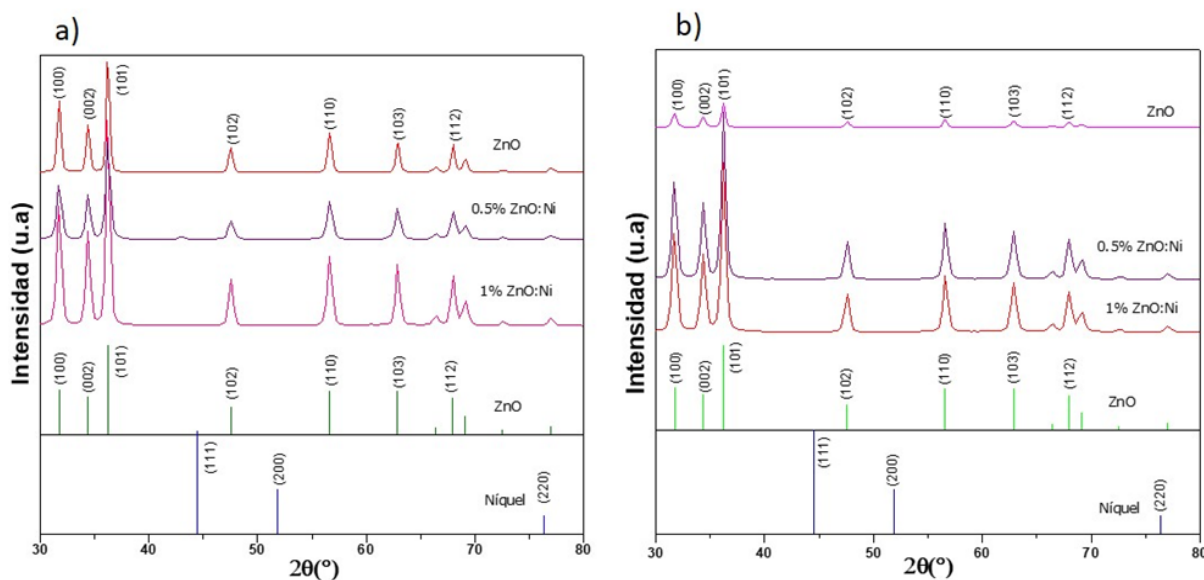 a)
Intensidad (u.a)
(100)
(002)
(101)
(102)
(110)
(103)
(112)
ZnO
0.5% ZnO:Ni
1% ZnO:Ni
(100)
(002)
(101)
(102)
(110)
(103)
(112)
ZnO
(111)
(200)
(220)
Níquel
30 40 50 60 70 80
2θ(°)
b)
Intensidad (u.a)
(100)
(002)
(101)
(102)
(110)
(103)
(112)
ZnO
0.5% ZnO:Ni
1% ZnO:Ni
(100)
(002)
(101)
(102)
(110)
(103)
(112)
ZnO
(111)
(200)
(220)
Níquel
30 40 50 60 70 80
2θ(°)